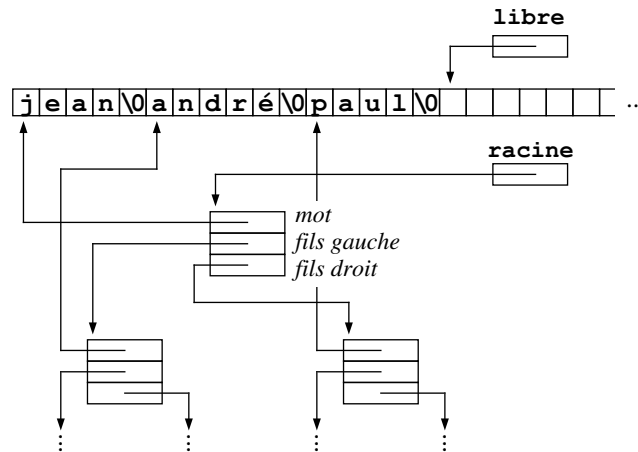 libre
j e a n \0 a n d r é \0 p a u l \0 ..
racine
mot
fils gauche
fils droit